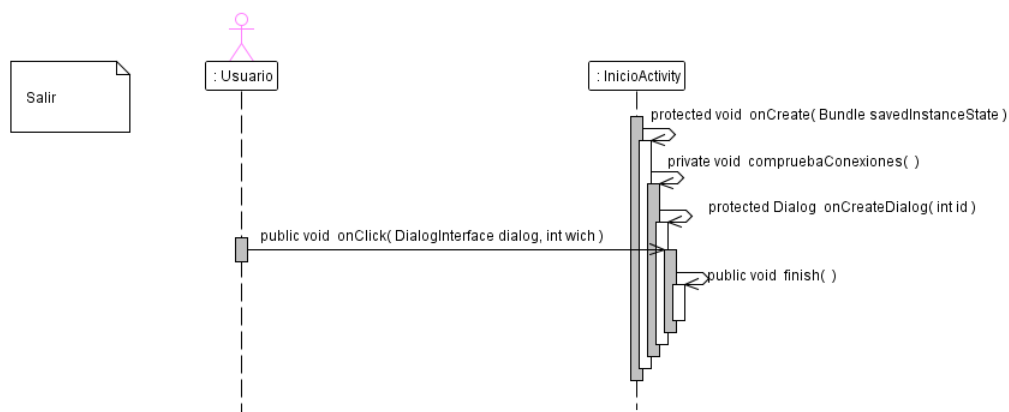 : Usuario
: InicioActivity
Salir
protected void onCreate( Bundle savedInstanceState )
private void compruebaConexiones( )
protected Dialog onCreateDialog( int id )
public void onClick( DialogInterface dialog, int wich )
public void finish( )